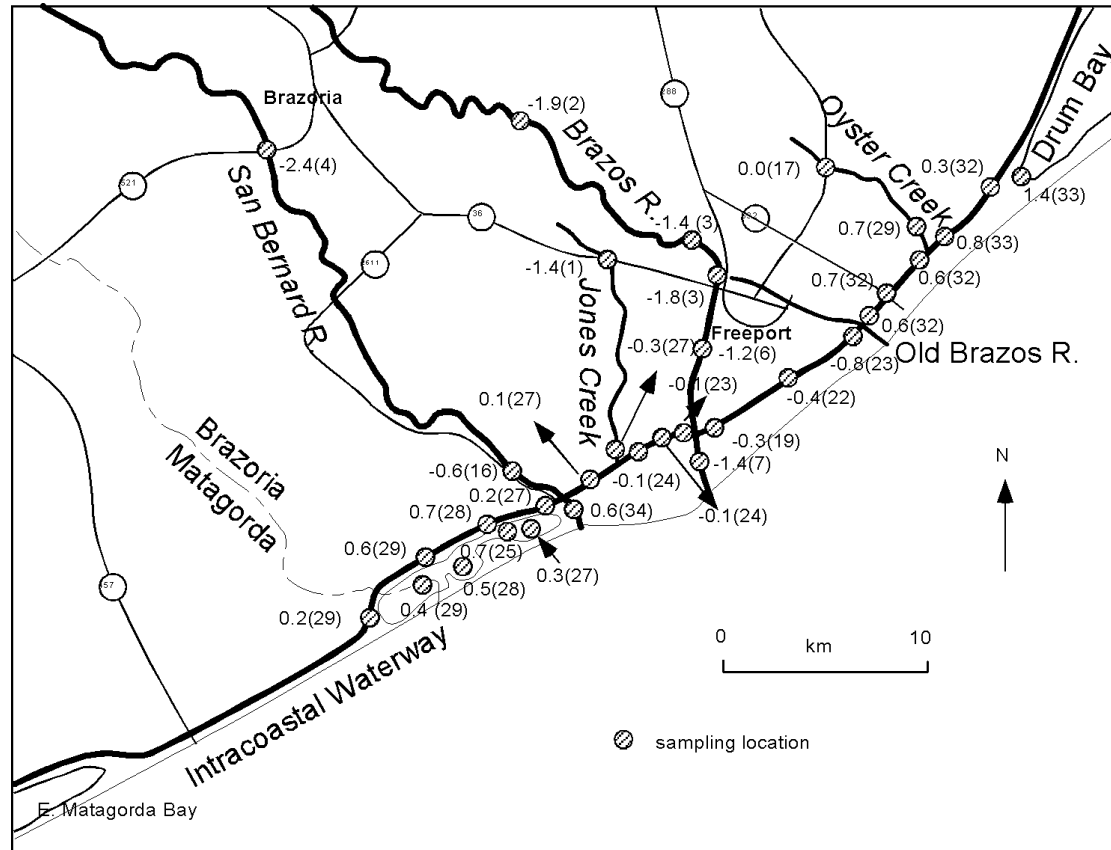 Brazoria
-2.4(4)
-1.9(2)
Brazos R.
288
Oyster Creek
Drum Bay
0.0(17)
0.3(32)
1.4(33)
521
San Bernard R.
36
-1.4 (3)
0.7(29)
0.8(33)
2611
-1.4(1)
-1.8(3)
0.7(32)
0.6(32)
Jones Creek
Freeport
0.6(32)
-0.3(27)
-1.2(6)
-0.8(23)
Old Brazos R.
-0.1(23)
-0.4(22)
0.1(27)
Brazoria
Matagorda
-0.6(16)
-0.1(24)
-1.4(7)
-0.3(19)
N
0.2(27)
0.6(34)
-0.1(24)
0.7(28)
0.6(29)
0.7(25)
0.3(27)
0.5(28)
0.4 (29)
0.2(29)
57
0
10
km
Intracoastal Waterway
sampling location
E. Matagorda Bay